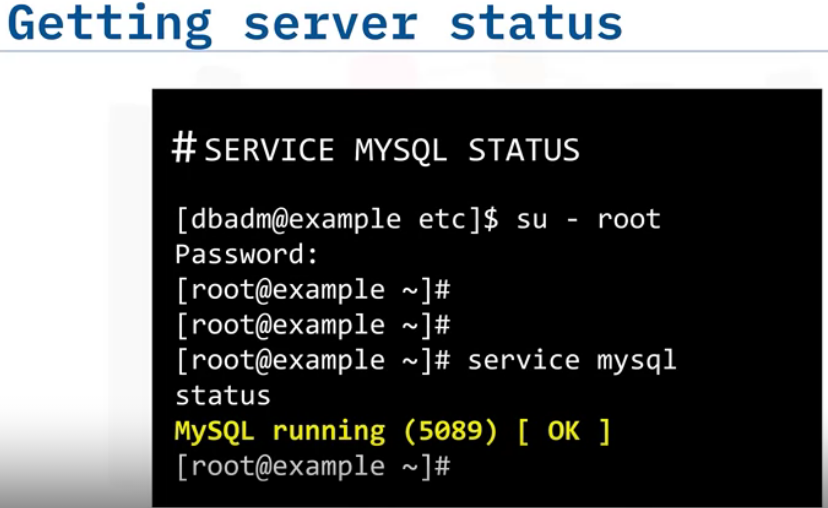 Getting server status
# SERVICE MYSQL STATUS
[dbadm@example etc]$ su - root
Password:
[root@example ~]#
[root@example ~]#
[root@example ~]# service mysql
status
MySQL running (5089) [ OK ]
[root@example ~]#